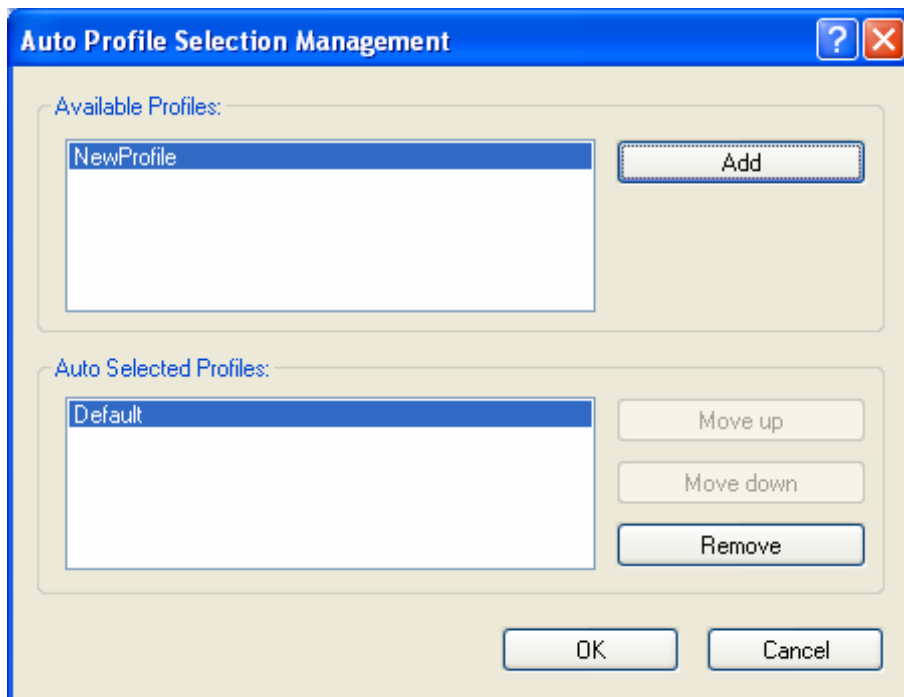 Auto Profile Selection Management
?
Available Profiles:
NewProfile
Add
Auto Selected Profiles:
Default
Move up
Move down
Remove
OK
Cancel